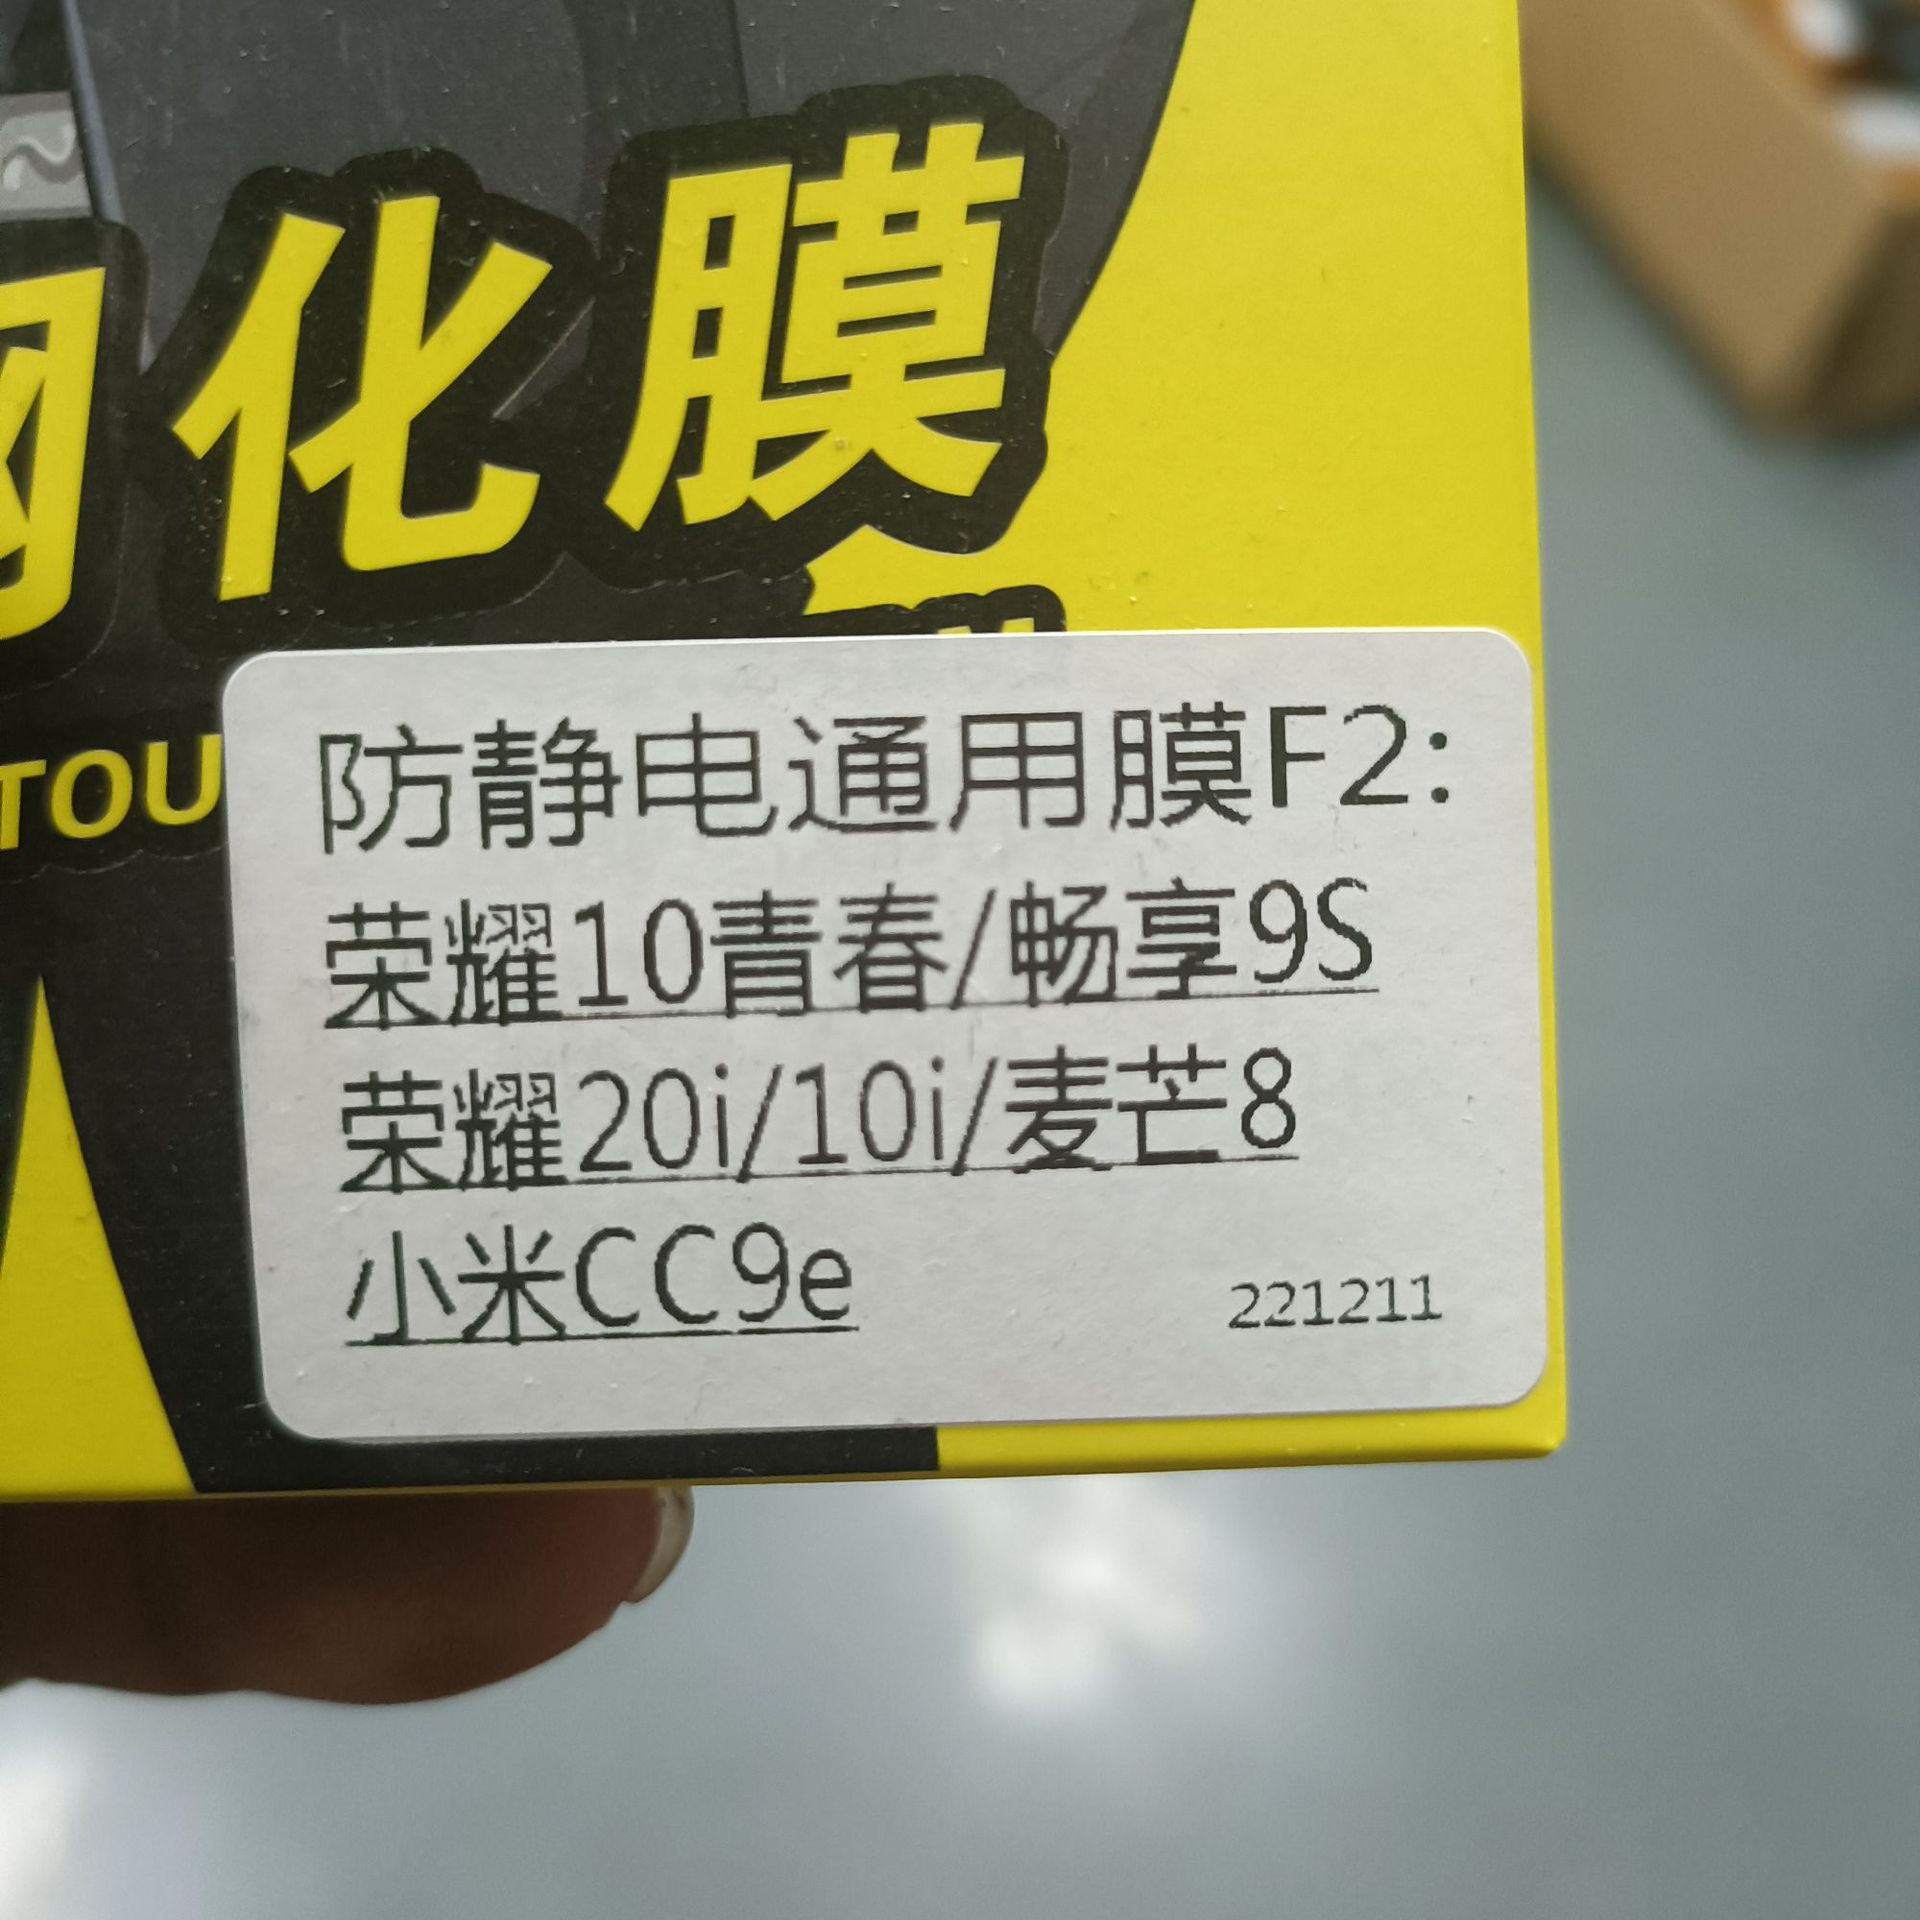 钢化膜
TOU
防静电通用膜F2:
荣耀10青春/畅享9S
荣耀20i/10i/麦芒8
小米CC9e
221211